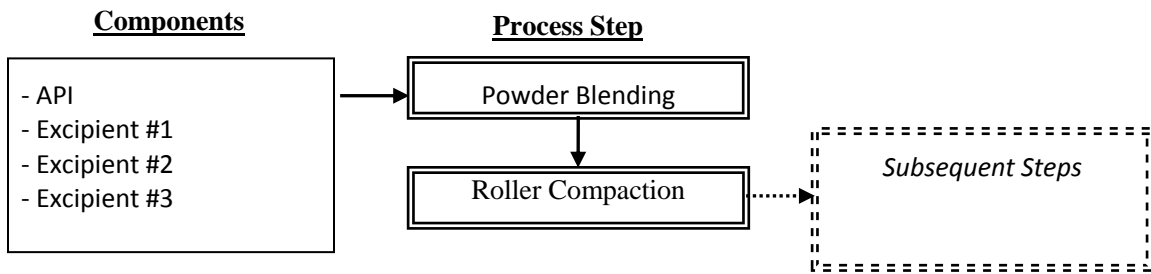 Components
Process Step
- API
- Excipient #1
- Excipient #2
- Excipient #3
Powder Blending
Roller Compaction
Subsequent Steps